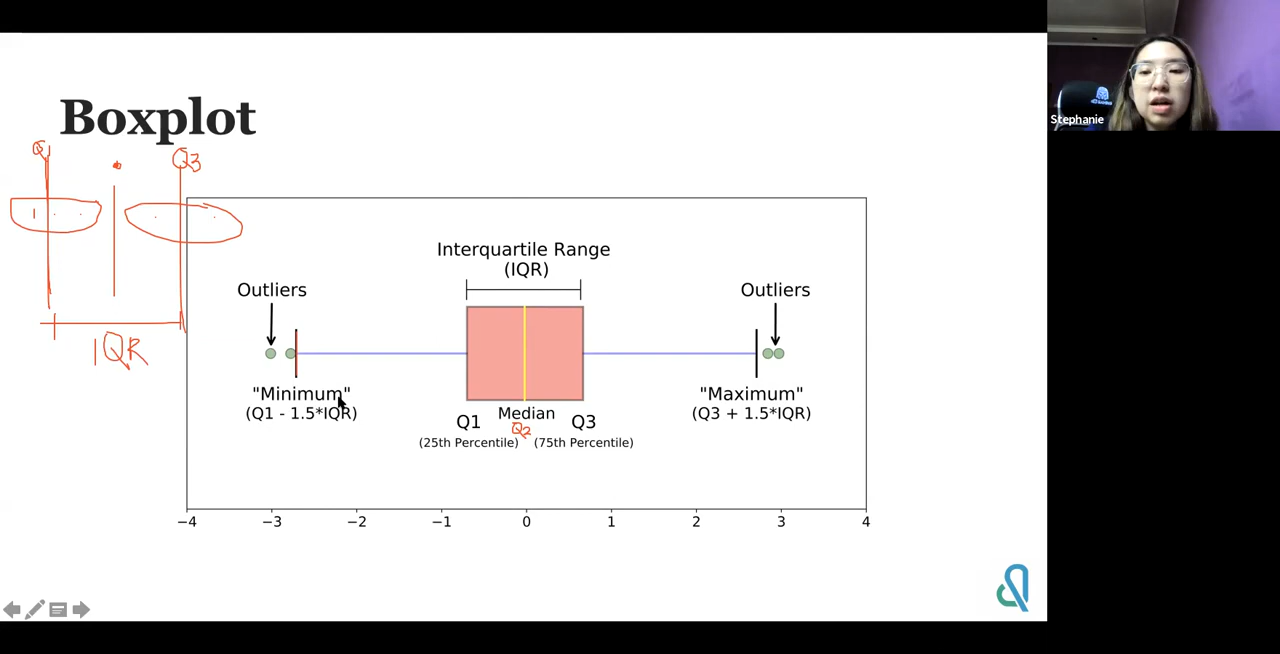 Stephanie
Boxplot
Q1
Q3
Interquartile Range
(IQR)
Outliers
Outliers
IQR
"Minimum"
(Q1 - 1.5*IQR)
"Maximum"
(Q3 + 1.5*IQR)
Q1
Median
Q3
Q2
(25th Percentile)
(75th Percentile)
−4
−3
−2
−1
0
1
2
3
4